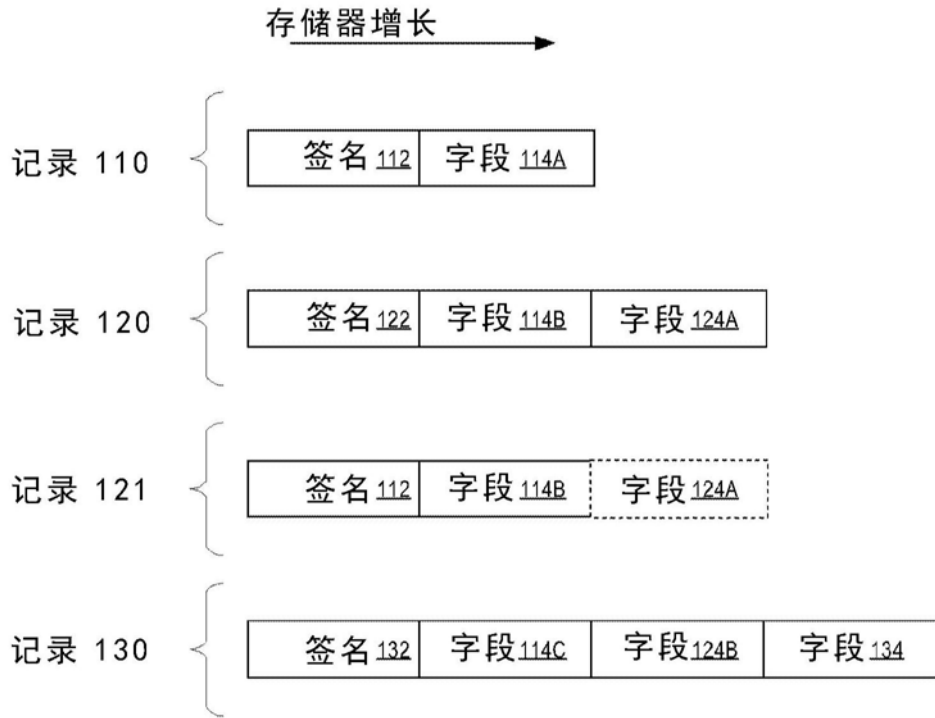 存储器增长
记录 110 签名 112 字段 114A
记录 120 签名 122 字段 114B 字段 124A
记录 121 签名 112 字段 114B 字段 124A
记录 130 签名 132 字段 114C 字段 124B 字段 134